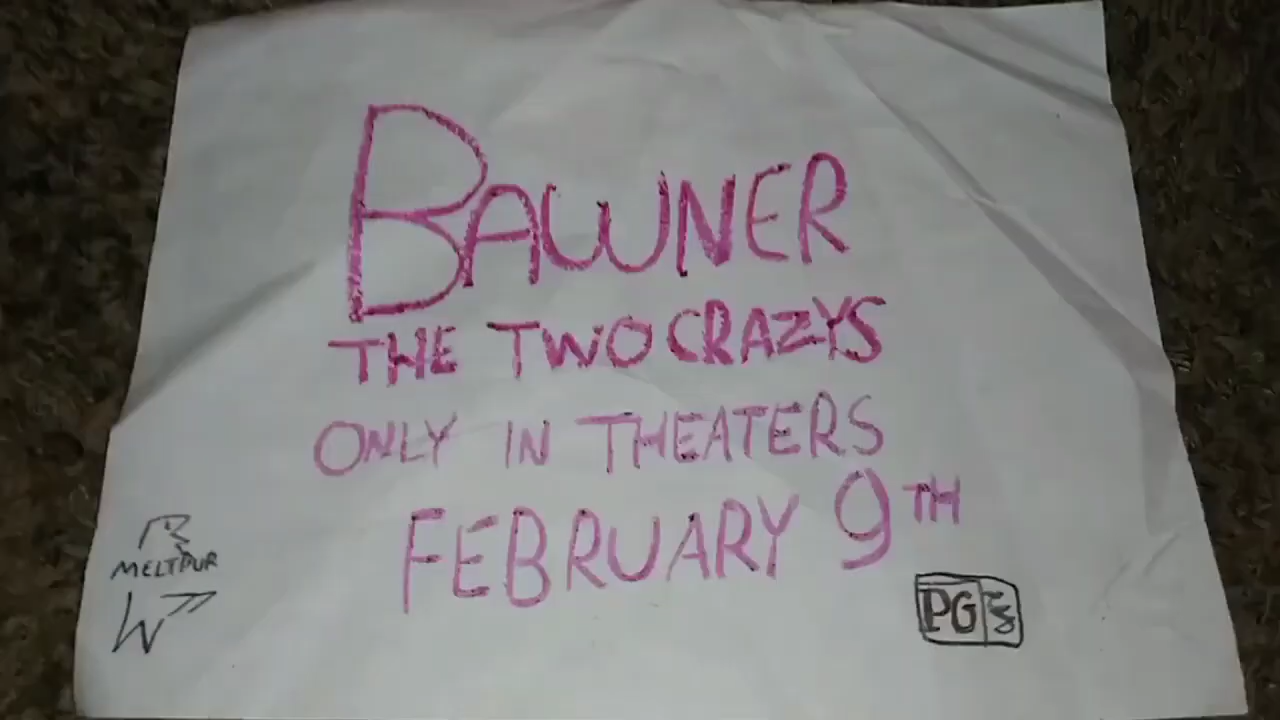 BAWNER
THE TWO CRAZYS
ONLY IN THEATERS
FEBRUARY 9TH
MELTPUR
PG